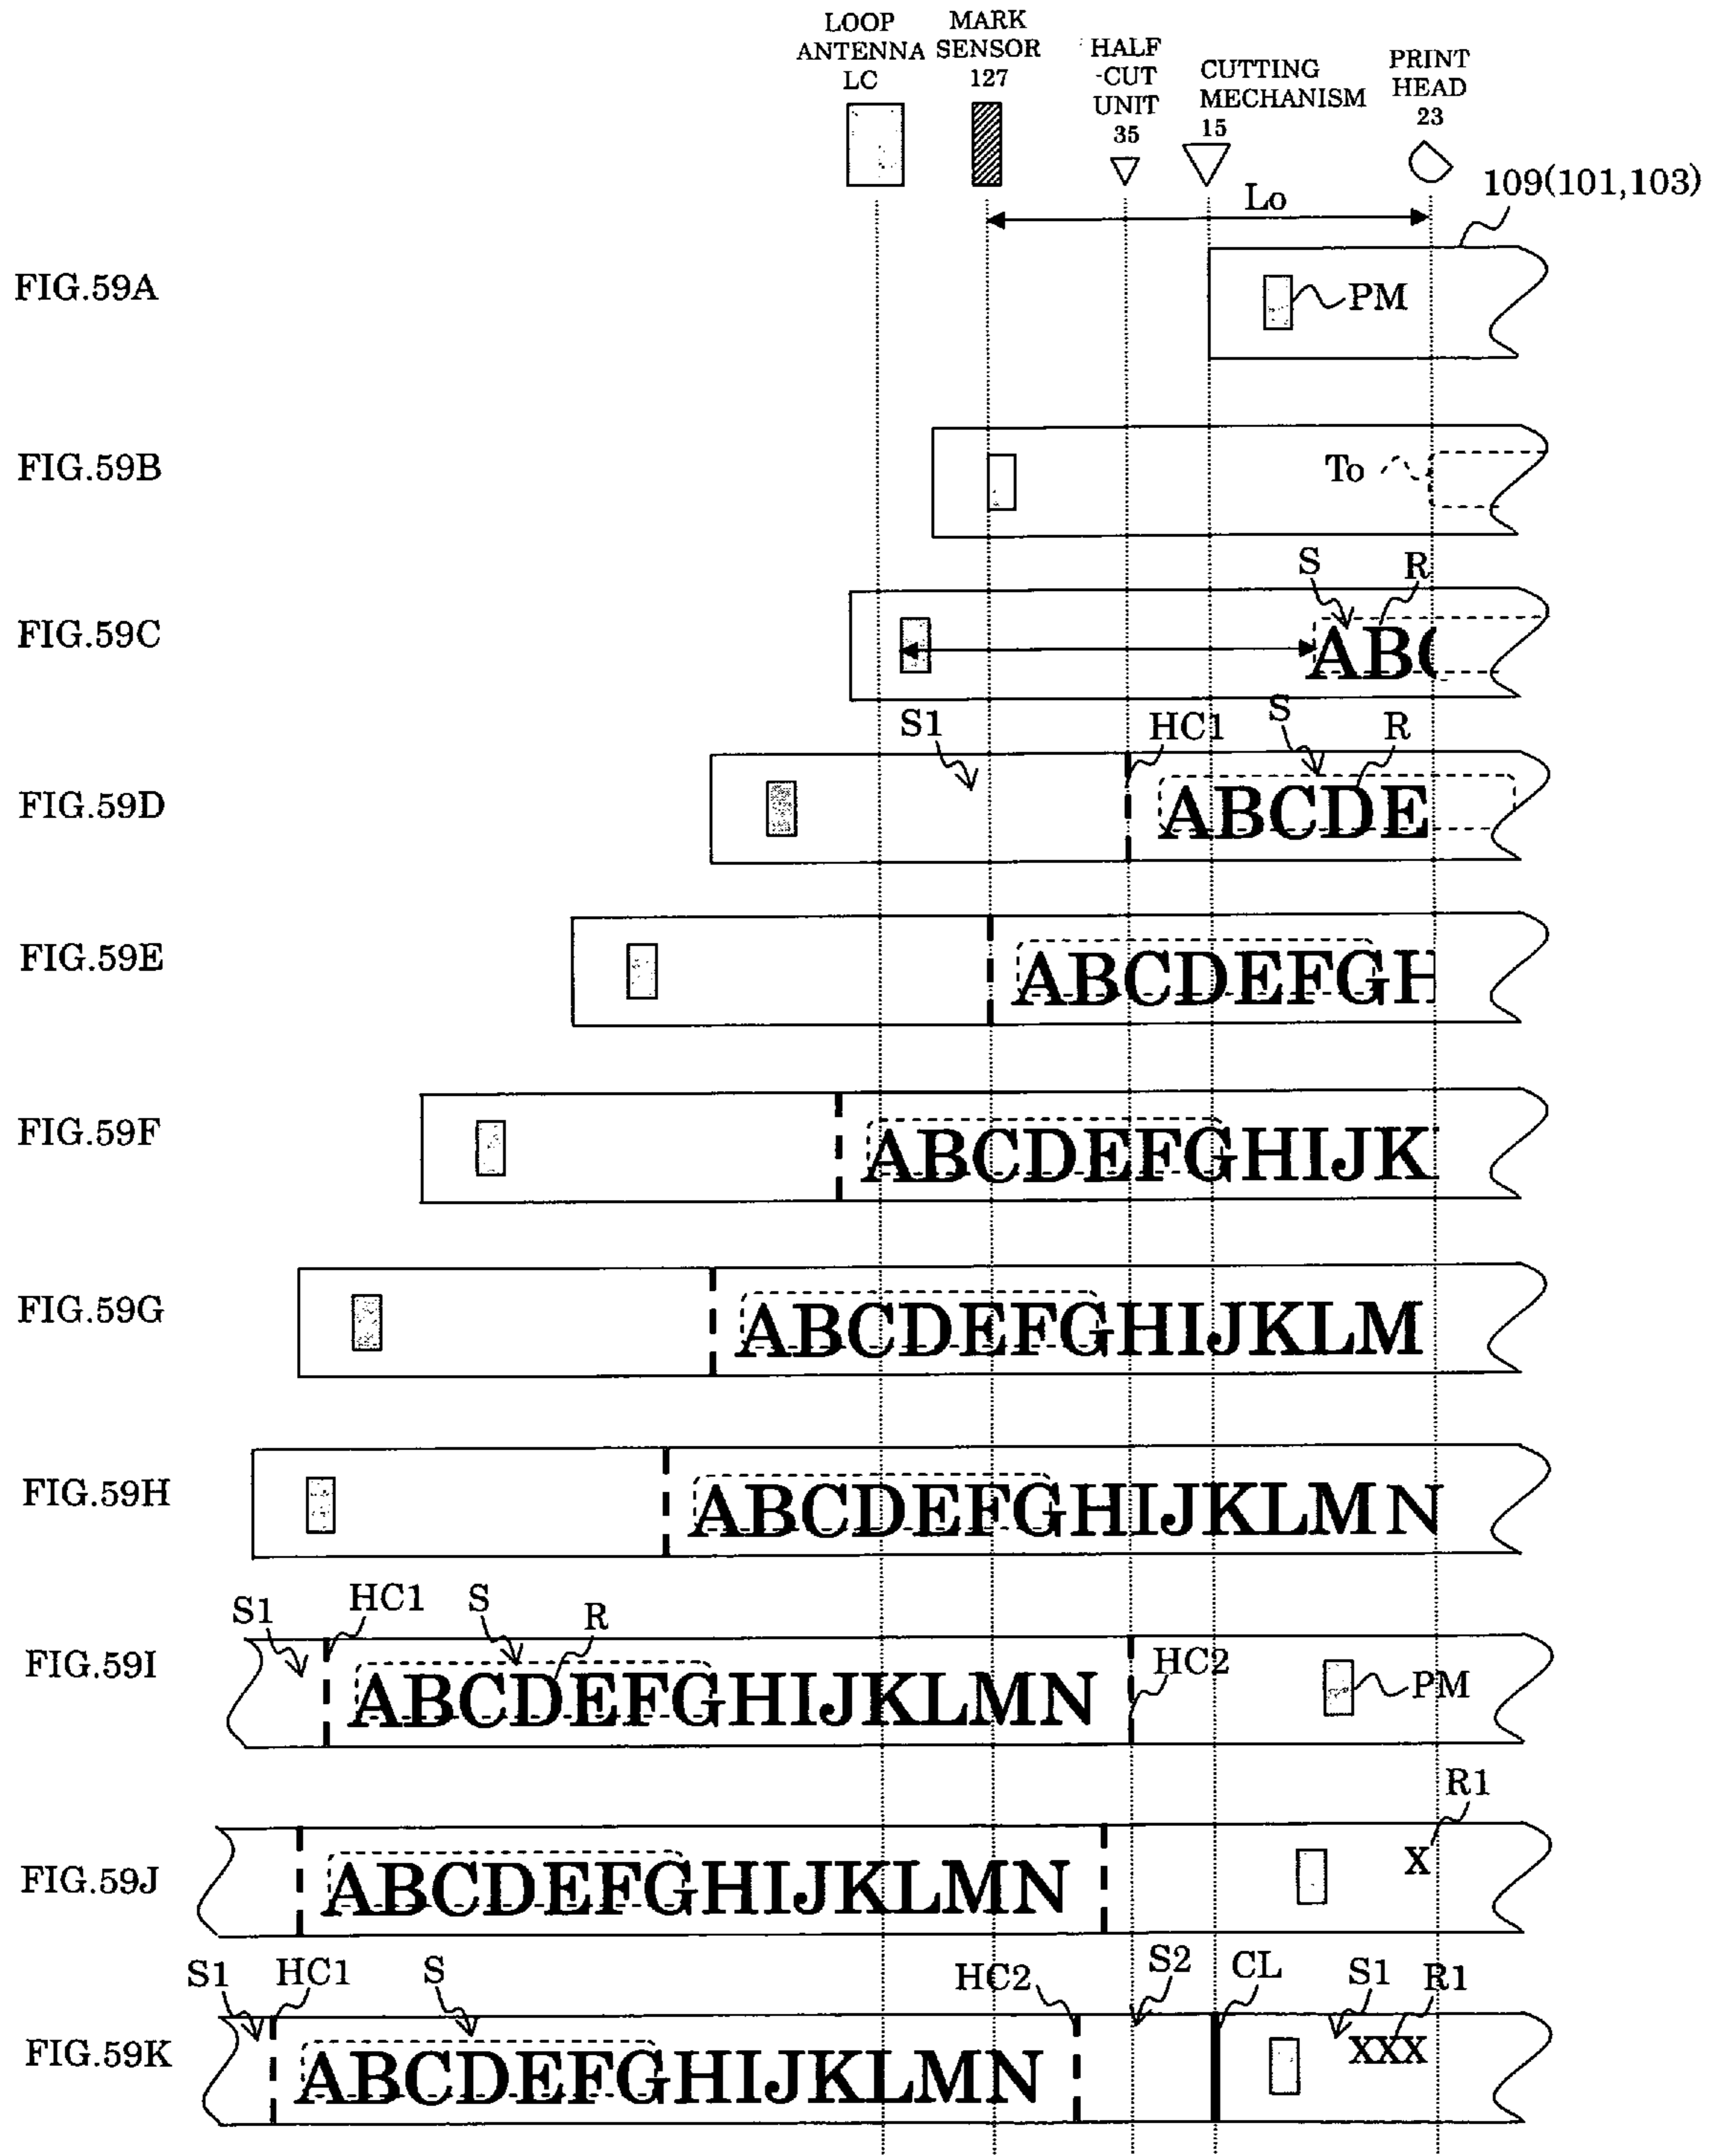 LOOP
ANTENNA
LC
MARK
SENSOR
127
HALF
-CUT
UNIT
35
CUTTING
MECHANISM
15
PRINT
HEAD
23
109(101,103)
Lo
FIG.59A
PM
FIG.59B
To
FIG.59C
S R
ABC
FIG.59D
S1 HC1 S R
ABCDE
FIG.59E
ABCDEFGH
FIG.59F
ABCDEFGHIJK
FIG.59G
ABCDEFGHIJKLM
FIG.59H
ABCDEFGHIJKLMN
FIG.59I
S1 HC1 S R
ABCDEFGHIJKLMN
HC2
PM
FIG.59J
ABCDEFGHIJKLMN
X
R1
FIG.59K
S1 HC1 S HC2 S2 CL S1 R1
ABCDEFGHIJKLMN
XXX